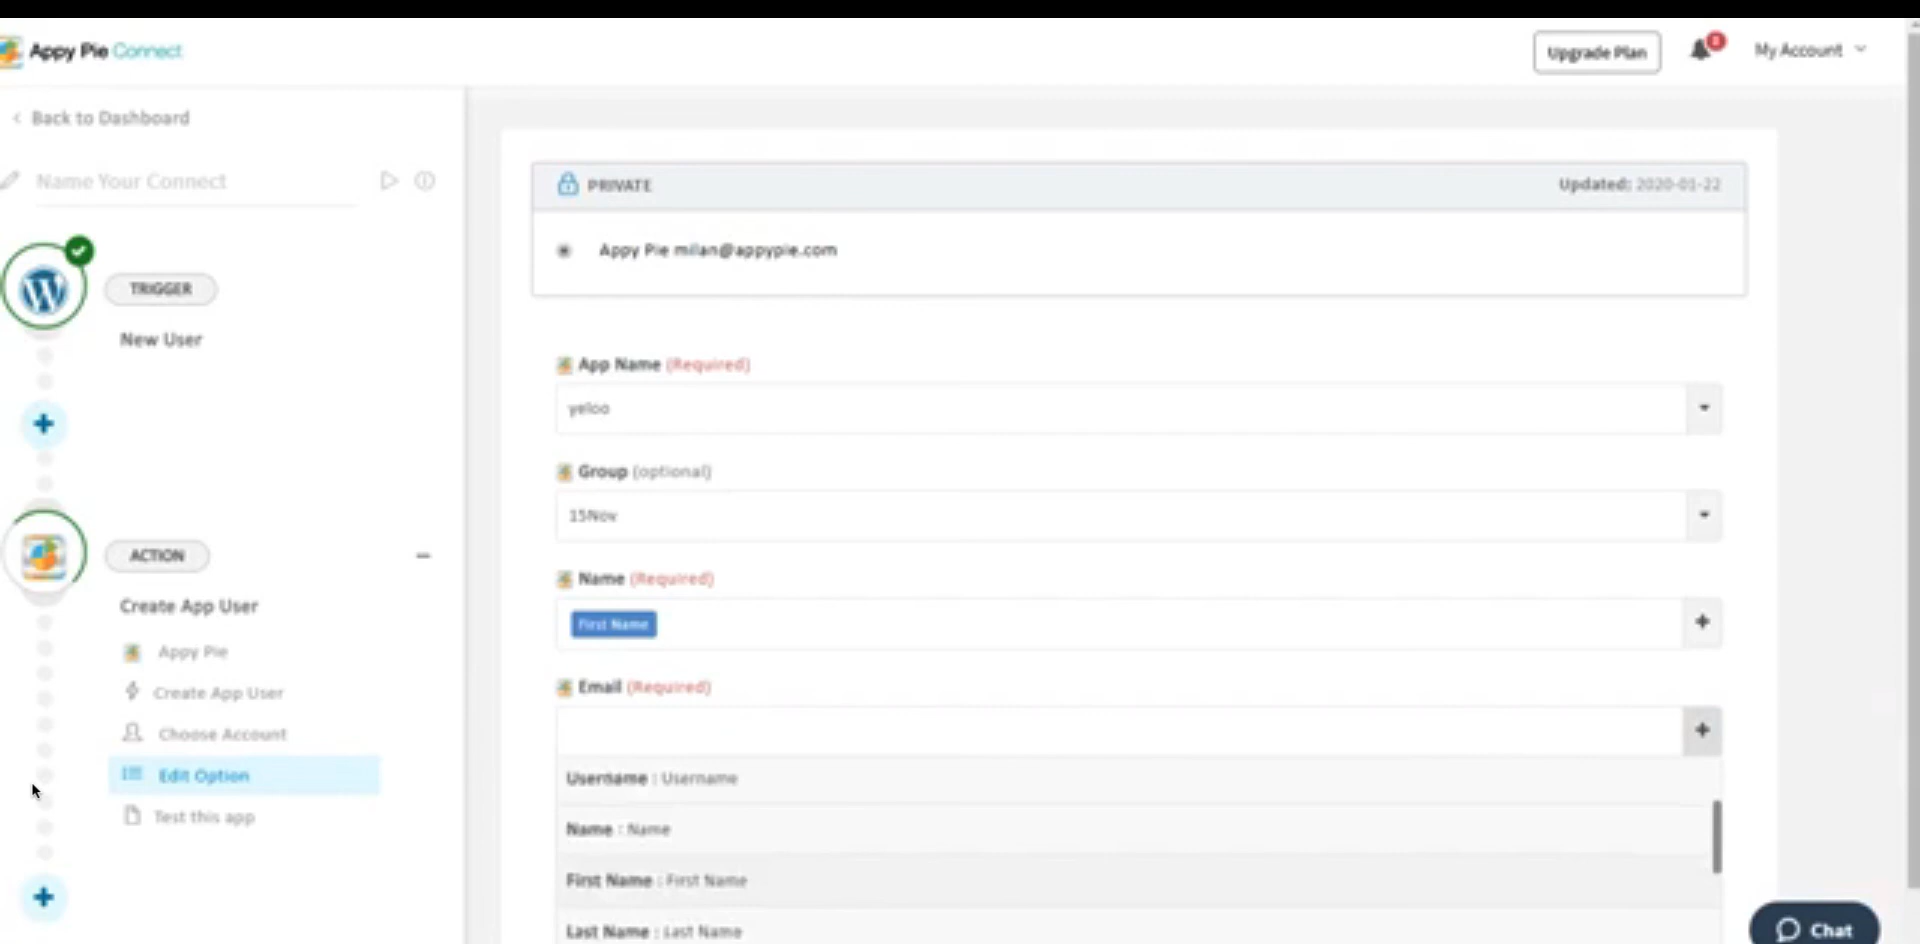 Appy Pie Connect
Upgrade Plan
My Account
Back to Dashboard
Name Your Connect
PRIVATE
Updated: 2020-01-22
Appy Pie milan@appypie.com
TRIGGER
New User
App Name (Required)
yeloo
Group (optional)
15Nov
ACTION
Name (Required)
First Name
Create App User
Appy Pie
Create App User
Choose Account
Edit Option
Test this app
Email (Required)
Username : Username
Name : Name
First Name : First Name
Last Name : Last Name
Chat